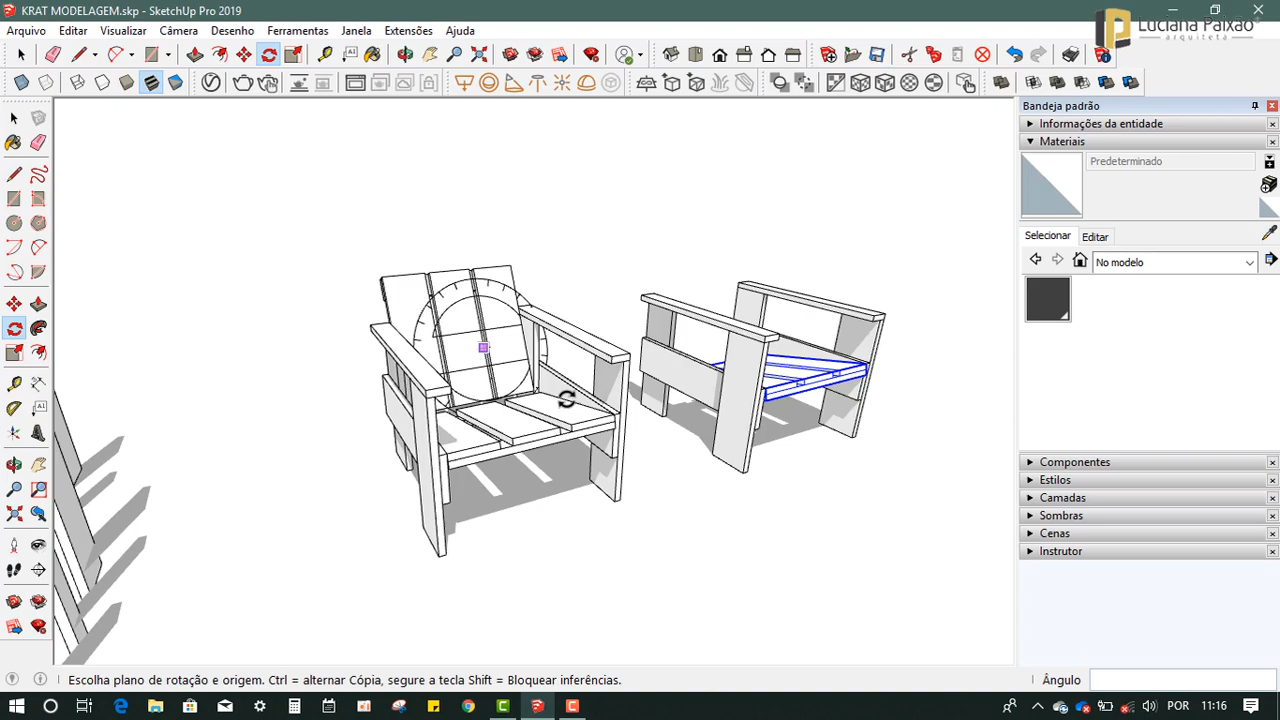 KRAT MODELAGEM.skp - SketchUp Pro 2019
Luciana Paixão
arquiteta
Arquivo Editar Visualizar Câmera Desenho Ferramentas Janela Extensões Ajuda
Bandeja padrão
Informações da entidade
Materiais
Predeterminado
Selecionar Editar
No modelo
Componentes
Estilos
Camadas
Sombras
Cenas
Instrutor
Escolha plano de rotação e origem. Ctrl = alternar Cópia, segure a tecla Shift = Bloquear inferências.
Ângulo
POR 11:16